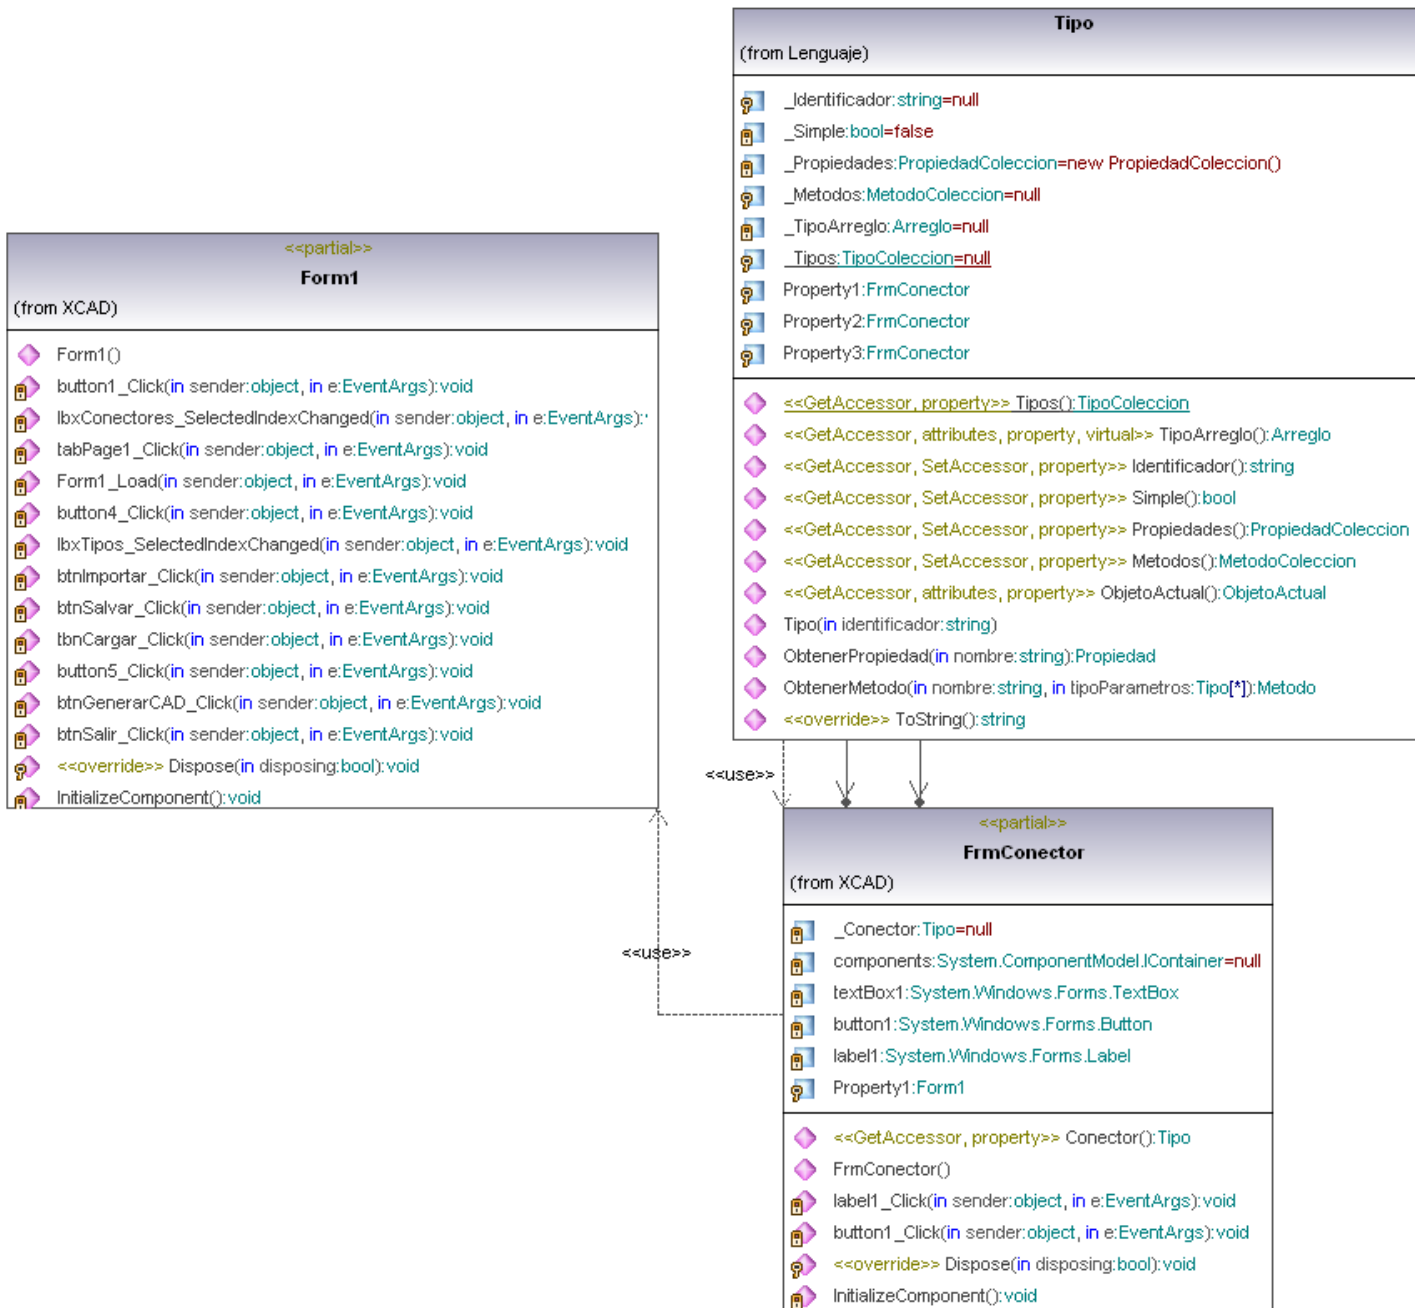 Tipo
(from Lenguaje)
_Identificador:string=null
_Simple:bool=false
_Propiedades:PropiedadColeccion=new PropiedadColeccion()
_Metodos:MetodoColeccion=null
_TipoArreglo:Arreglo=null
_Tipos:TipoColeccion=null
Property1:FrmConector
Property2:FrmConector
Property3:FrmConector
<<GetAccessor, property>> Tipos():TipoColeccion
<<GetAccessor, attributes, property, virtual>> TipoArreglo():Arreglo
<<GetAccessor, SetAccessor, property>> Identificador():string
<<GetAccessor, SetAccessor, property>> Simple():bool
<<GetAccessor, SetAccessor, property>> Propiedades():PropiedadColeccion
<<GetAccessor, SetAccessor, property>> Metodos():MetodoColeccion
<<GetAccessor, attributes, property>> ObjetoActual():ObjetoActual
Tipo(in identificador:string)
ObtenerPropiedad(in nombre:string):Propiedad
ObtenerMetodo(in nombre:string, in tipoParametros:Tipo[*]):Metodo
<<override>> ToString():string
<<partial>>
Form1
(from XCAD)
Form1()
button1_Click(in sender:object, in e:EventArgs):void
lbxConectores_SelectedIndexChanged(in sender:object, in e:EventArgs):
tabPage1_Click(in sender:object, in e:EventArgs):void
Form1_Load(in sender:object, in e:EventArgs):void
button4_Click(in sender:object, in e:EventArgs):void
lbxTipos_SelectedIndexChanged(in sender:object, in e:EventArgs):void
btnImportar_Click(in sender:object, in e:EventArgs):void
btnSalvar_Click(in sender:object, in e:EventArgs):void
tbnCargar_Click(in sender:object, in e:EventArgs):void
button5_Click(in sender:object, in e:EventArgs):void
btnGenerarCAD_Click(in sender:object, in e:EventArgs):void
btnSalir_Click(in sender:object, in e:EventArgs):void
<<override>> Dispose(in disposing:bool):void
InitializeComponent():void
<<use>>
<<use>>
<<partial>>
FrmConector
(from XCAD)
_Conector:Tipo=null
components:System.ComponentModel.IContainer=null
textBox1:System.Windows.Forms.TextBox
button1:System.Windows.Forms.Button
label1:System.Windows.Forms.Label
Property1:Form1
<<GetAccessor, property>> Conector():Tipo
FrmConector()
label1_Click(in sender:object, in e:EventArgs):void
button1_Click(in sender:object, in e:EventArgs):void
<<override>> Dispose(in disposing:bool):void
InitializeComponent():void